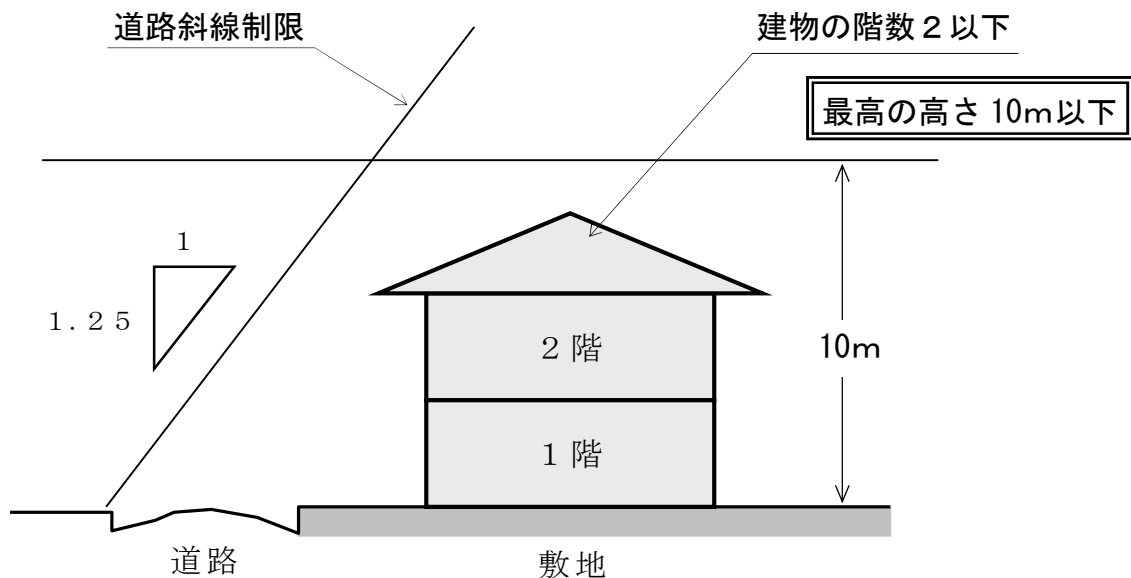 道路斜線制限
建物の階数２以下
最高の高さ 10ｍ以下
１
１.２５
２階
10ｍ
１階
道路
敷地